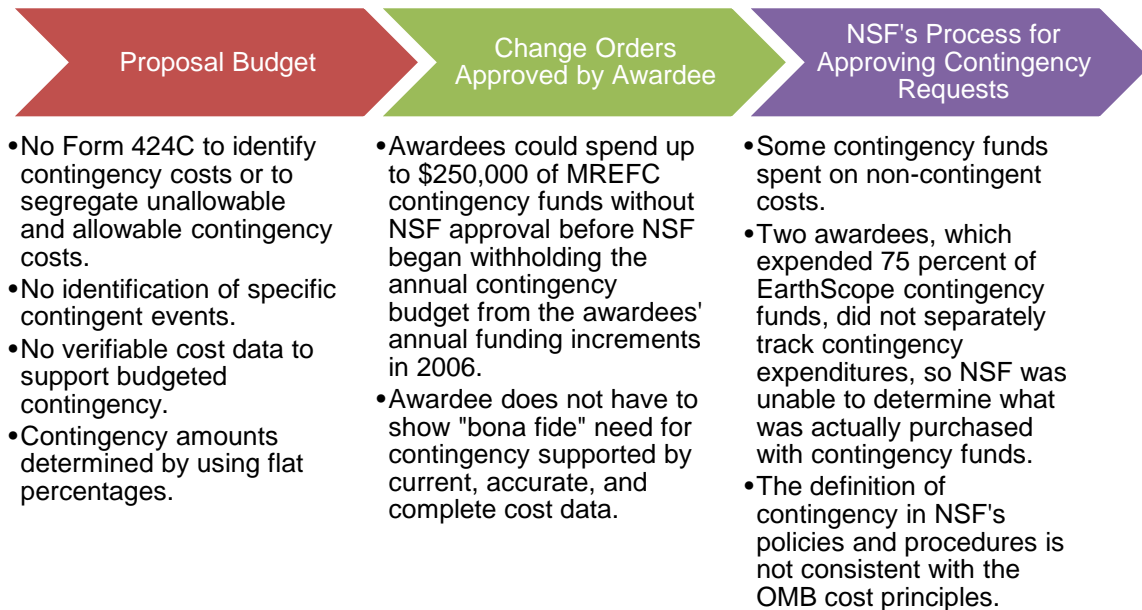 Proposal Budget
•No Form 424C to identify
contingency costs or to
segregate unallowable
and allowable contingency
costs.
•No identification of specific
contingent events.
•No verifiable cost data to
support budgeted
contingency.
•Contingency amounts
determined by using flat
percentages.
Change Orders
Approved by Awardee
•Awardees could spend up
to $250,000 of MREFC
contingency funds without
NSF approval before NSF
began withholding the
annual contingency
budget from the awardees'
annual funding increments
in 2006.
•Awardee does not have to
show "bona fide" need for
contingency supported by
current, accurate, and
complete cost data.
NSF's Process for
Approving Contingency
Requests
•Some contingency funds
spent on non-contingent
costs.
•Two awardees, which
expended 75 percent of
EarthScope contingency
funds, did not separately
track contingency
expenditures, so NSF was
unable to determine what
was actually purchased
with contingency funds.
•The definition of
contingency in NSF's
policies and procedures is
not consistent with the
OMB cost principles.